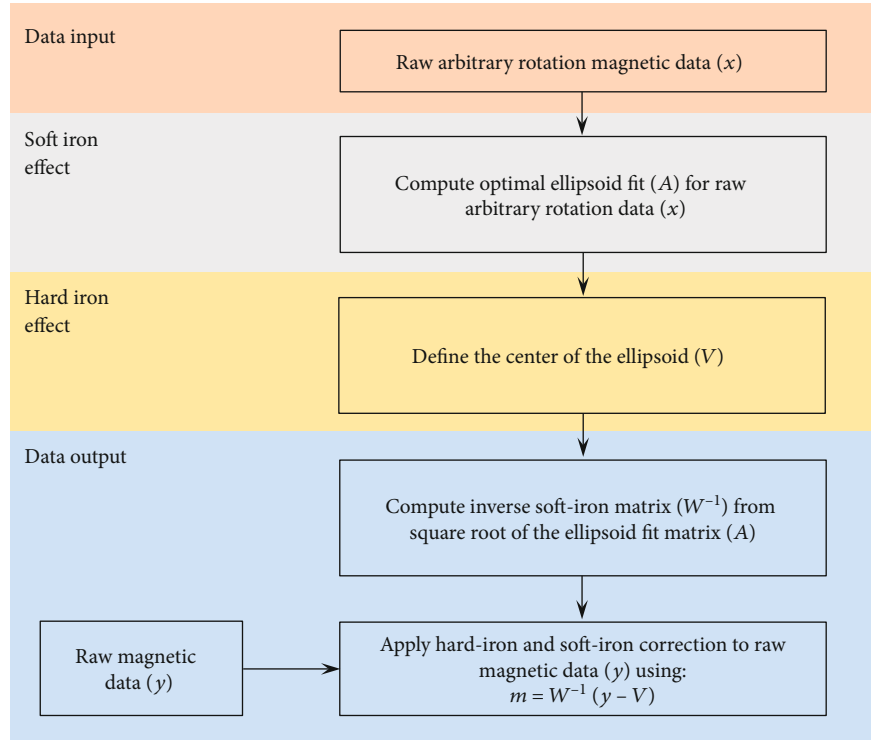 Data input
Raw arbitrary rotation magnetic data (x)
Soft iron
effect
Compute optimal ellipsoid fit (A) for raw
arbitrary rotation data (x)
Hard iron
effect
Define the center of the ellipsoid (V)
Data output
Compute inverse soft-iron matrix (W⁻¹) from
square root of the ellipsoid fit matrix (A)
Raw magnetic
data (y)
Apply hard-iron and soft-iron correction to raw
magnetic data (y) using:
m = W⁻¹ (y – V)